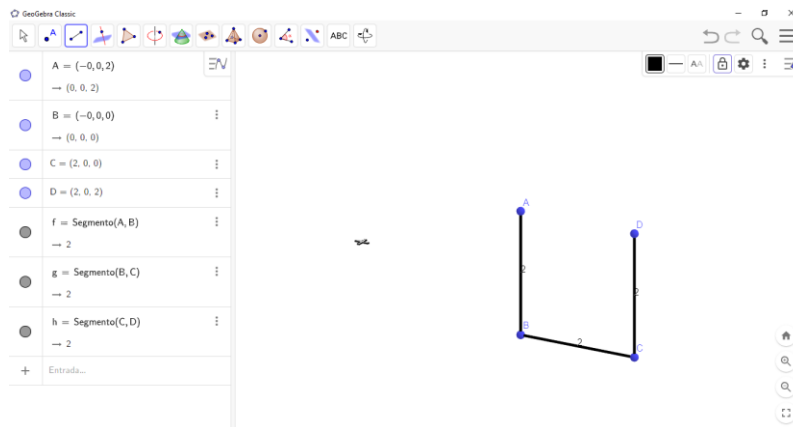 GeoGebra Classic
ABC
A = (−0, 0, 2)
→ (0, 0, 2)
AA
B = (−0, 0, 0)
→ (0, 0, 0)
C = (2, 0, 0)
D = (2, 0, 2)
f = Segmento(A, B)
→ 2
g = Segmento(B, C)
→ 2
h = Segmento(C, D)
→ 2
Entrada...
A
D
2
2
B
2
C